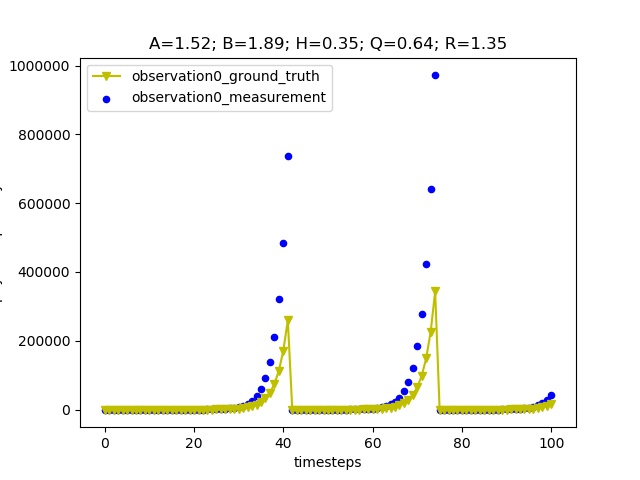 A=1.52; B=1.89; H=0.35; Q=0.64; R=1.35
observation0_ground_truth
observation0_measurement
1000000
800000
600000
400000
200000
0
0 20 40 60 80 100
timesteps